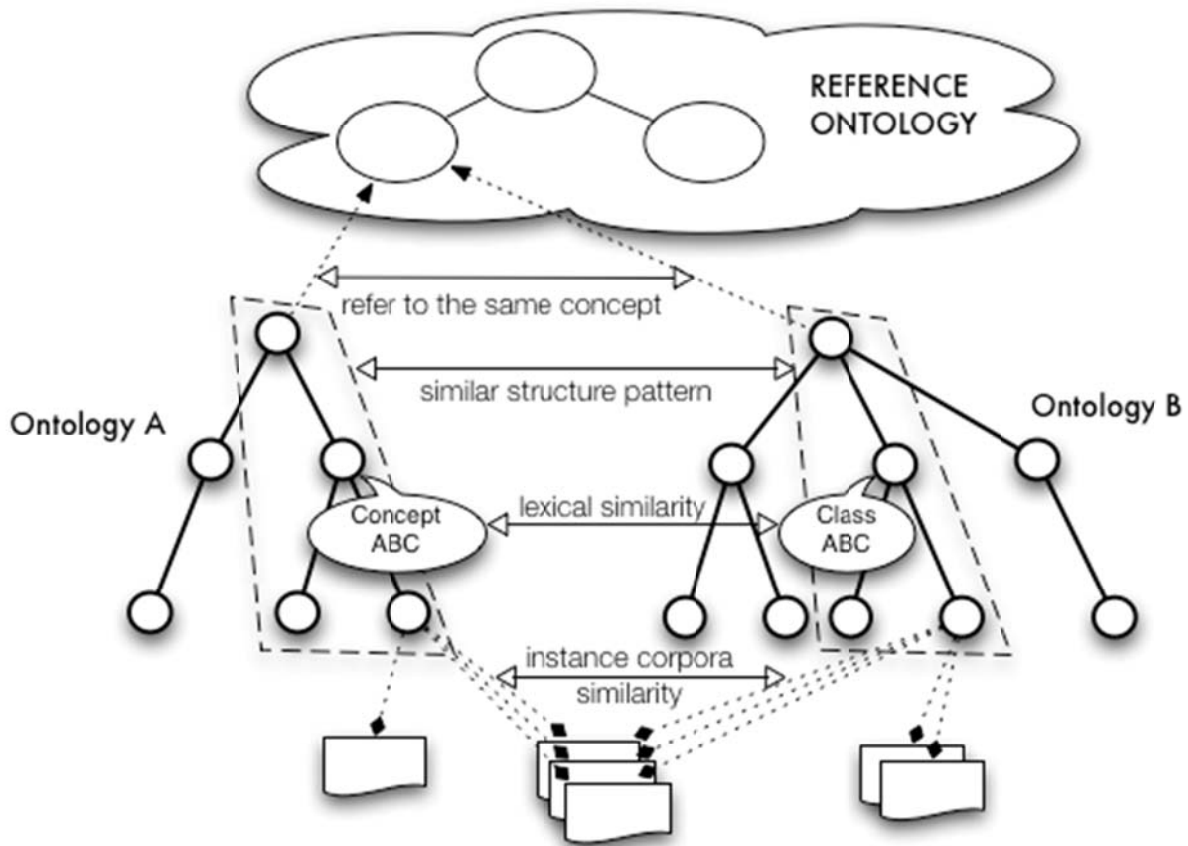 REFERENCE
ONTOLOGY
refer to the same concept
similar structure pattern
Ontology A
Ontology B
lexical similarity
Concept
ABC
Class
ABC
instance corpora
similarity